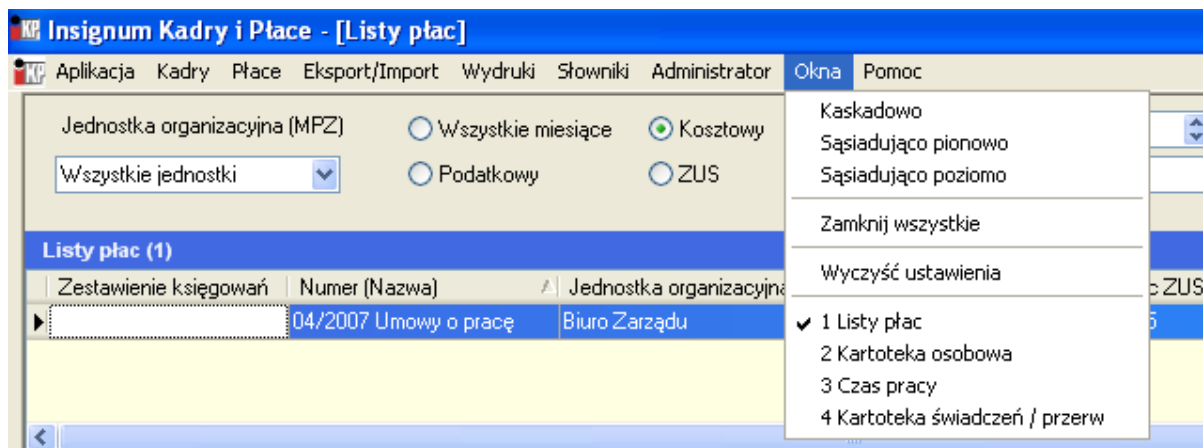 KP Insignum Kadry i Płace - [Listy płac]
KP Aplikacja Kadry Płace Eksport/Import Wydruki Słowniki Administrator Okna Pomoc
Jednostka organizacyjna (MPZ)
Wszystkie miesiące
Kosztowy
Wszystkie jednostki
Podatkowy
ZUS
Kaskadowo
Sąsiadująco pionowo
Sąsiadująco poziomo
Zamknij wszystkie
Wyczyść ustawienia
1 Listy płac
2 Kartoteka osobowa
3 Czas pracy
4 Kartoteka świadczeń / przerw
Listy płac (1)
Zestawienie księgowań Numer (Nazwa) Jednostka organizacyjna ZUS
04/2007 Umowy o pracę Biuro Zarządu